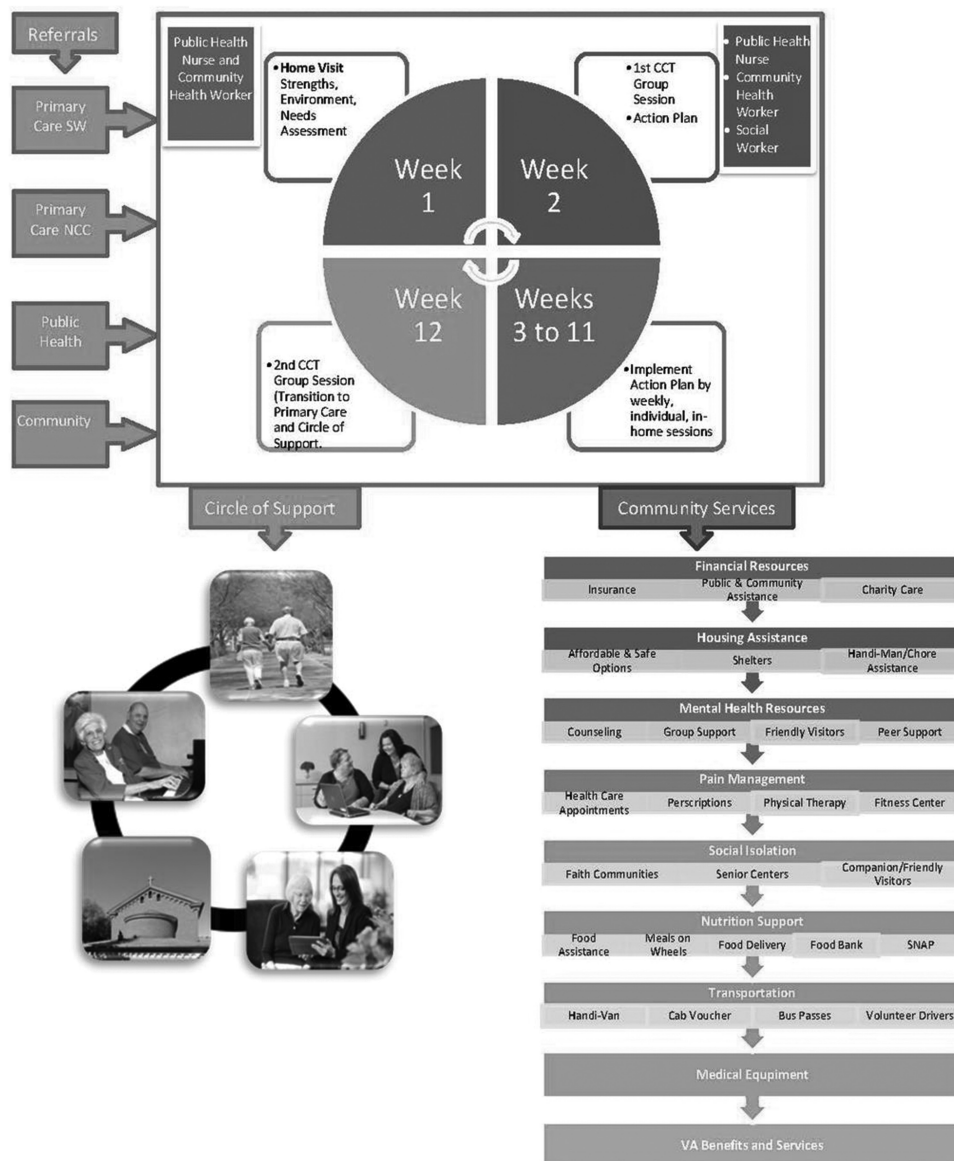 Referrals
Primary
Care SW
Primary
Care NCC
Public
Health
Community
Public Health
Nurse and
Community
Health Worker
• Home Visit
Strengths,
Environment,
Needs
Assessment
• 1st CCT
Group
Session
• Action Plan
• Public Health
Nurse
• Community
Health
Worker
• Social
Worker
Week
1
Week
2
Week
12
Weeks
3 to 11
• 2nd CCT
Group Session
(Transition to
Primary Care
and Circle of
Support.
• Implement
Action Plan by
weekly,
individual, in-
home sessions
Circle of Support
Community Services
Financial Resources
Insurance
Public & Community
Assistance
Charity Care
Housing Assistance
Affordable & Safe
Options
Shelters
Handi-Man/Chore
Assistance
Mental Health Resources
Counseling
Group Support
Friendly Visitors
Peer Support
Pain Management
Health Care
Appointments
Perscriptions
Physical Therapy
Fitness Center
Social Isolation
Faith Communities
Senior Centers
Companion/Friendly
Visitors
Nutrition Support
Food
Assistance
Meals on
Wheels
Food Delivery
Food Bank
SNAP
Transportation
Handi-Van
Cab Voucher
Bus Passes
Volunteer Drivers
Medical Equpiment
VA Benefits and Services